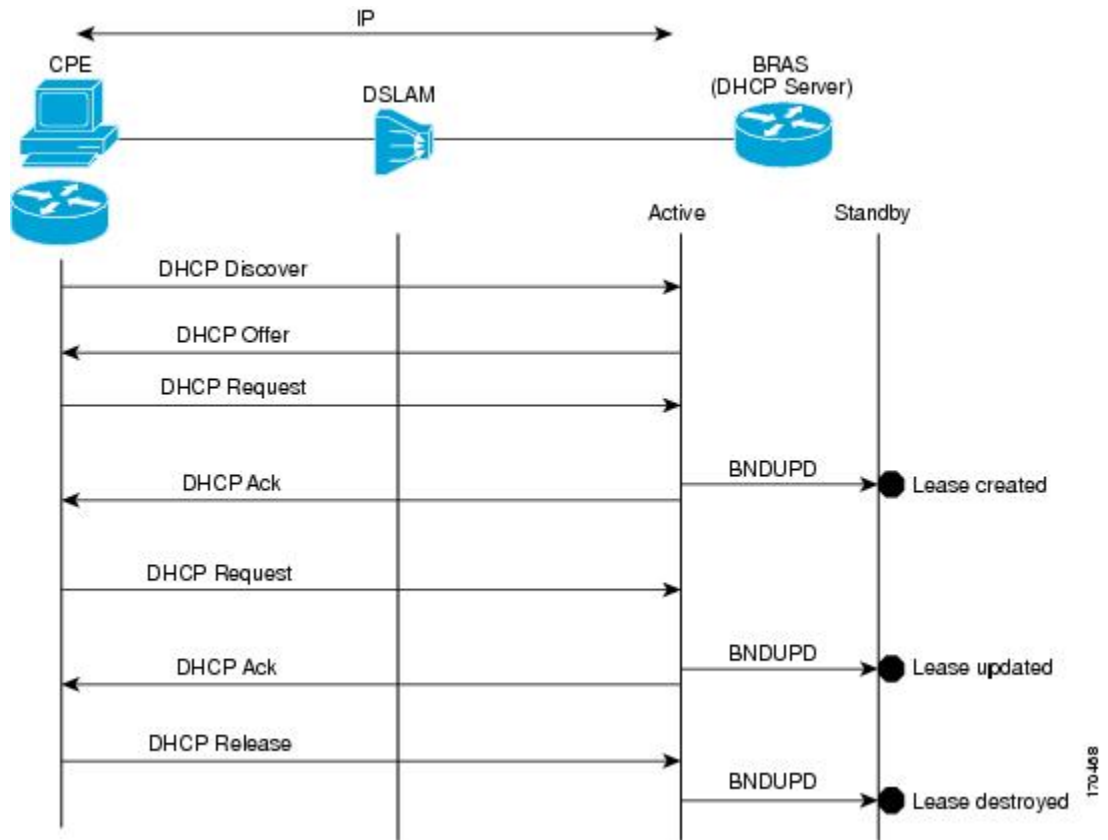 IP
CPE
DSLAM
BRAS
(DHCP Server)
Active
Standby
DHCP Discover
DHCP Offer
DHCP Request
DHCP Ack
BNDUPD
Lease created
DHCP Request
DHCP Ack
BNDUPD
Lease updated
DHCP Release
BNDUPD
Lease destroyed
170468